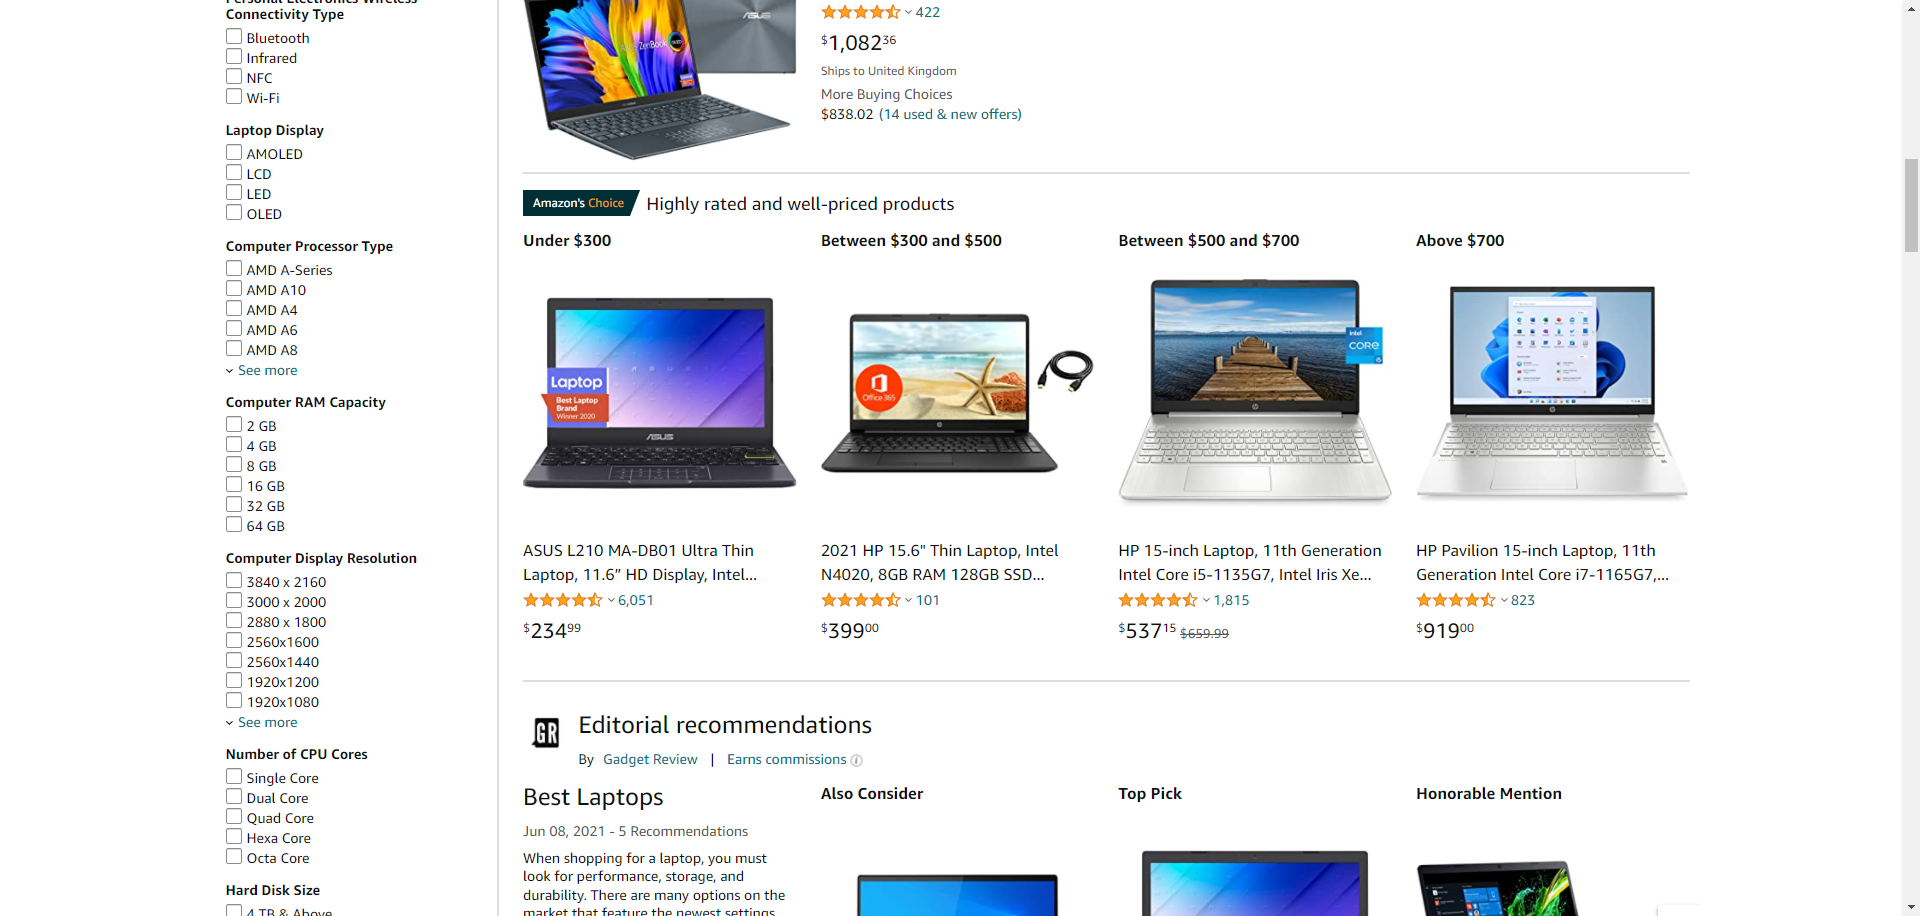 Personal Electronics Wireless
Connectivity Type
Bluetooth
Infrared
NFC
Wi-Fi
Laptop Display
AMOLED
LCD
LED
OLED
Computer Processor Type
AMD A-Series
AMD A10
AMD A4
AMD A6
AMD A8
See more
Computer RAM Capacity
2 GB
4 GB
8 GB
16 GB
32 GB
64 GB
Computer Display Resolution
3840 x 2160
3000 x 2000
2880 x 1800
2560x1600
2560x1440
1920x1200
1920x1080
See more
Number of CPU Cores
Single Core
Dual Core
Quad Core
Hexa Core
Octa Core
Hard Disk Size
4 TB & Above
ASUS
ZenBook
422
$1,082.36
Ships to United Kingdom
More Buying Choices
$838.02 (14 used & new offers)
Amazon's Choice Highly rated and well-priced products
Under $300
Laptop
Best Laptop
Brand
Winner 2020
ASUS
ASUS L210 MA-DB01 Ultra Thin
Laptop, 11.6” HD Display, Intel...
6,051
$234.99
Between $300 and $500
Office 365
2021 HP 15.6" Thin Laptop, Intel
N4020, 8GB RAM 128GB SSD...
101
$399.00
Between $500 and $700
intel
CORE
i5
HP 15-inch Laptop, 11th Generation
Intel Core i5-1135G7, Intel Iris Xe...
1,815
$537.15 $659.99
Above $700
HP Pavilion 15-inch Laptop, 11th
Generation Intel Core i7-1165G7,...
823
$919.00
GR
Editorial recommendations
By Gadget Review | Earns commissions
Best Laptops
Jun 08, 2021 - 5 Recommendations
When shopping for a laptop, you must
look for performance, storage, and
durability. There are many options on the
market that feature the newest settings,
Also Consider
Top Pick
Honorable Mention